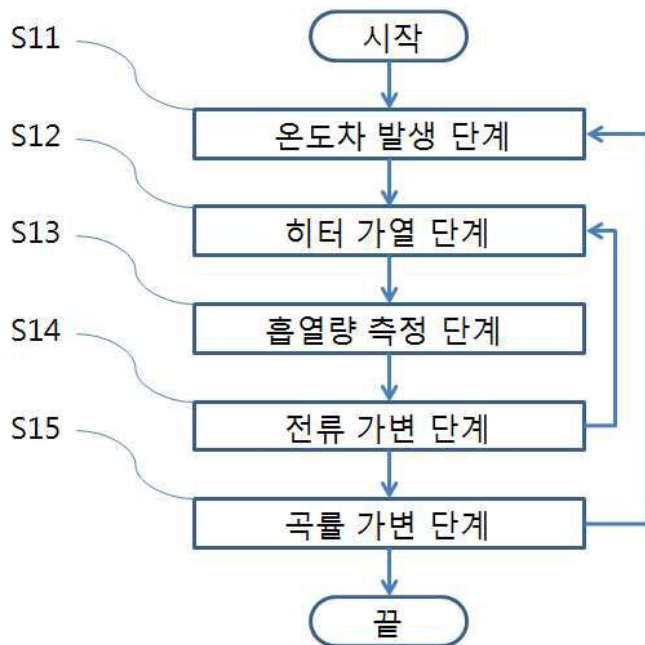 시작
S11
온도차 발생 단계
S12
히터 가열 단계
S13
흡열량 측정 단계
S14
전류 가변 단계
S15
곡률 가변 단계
끝